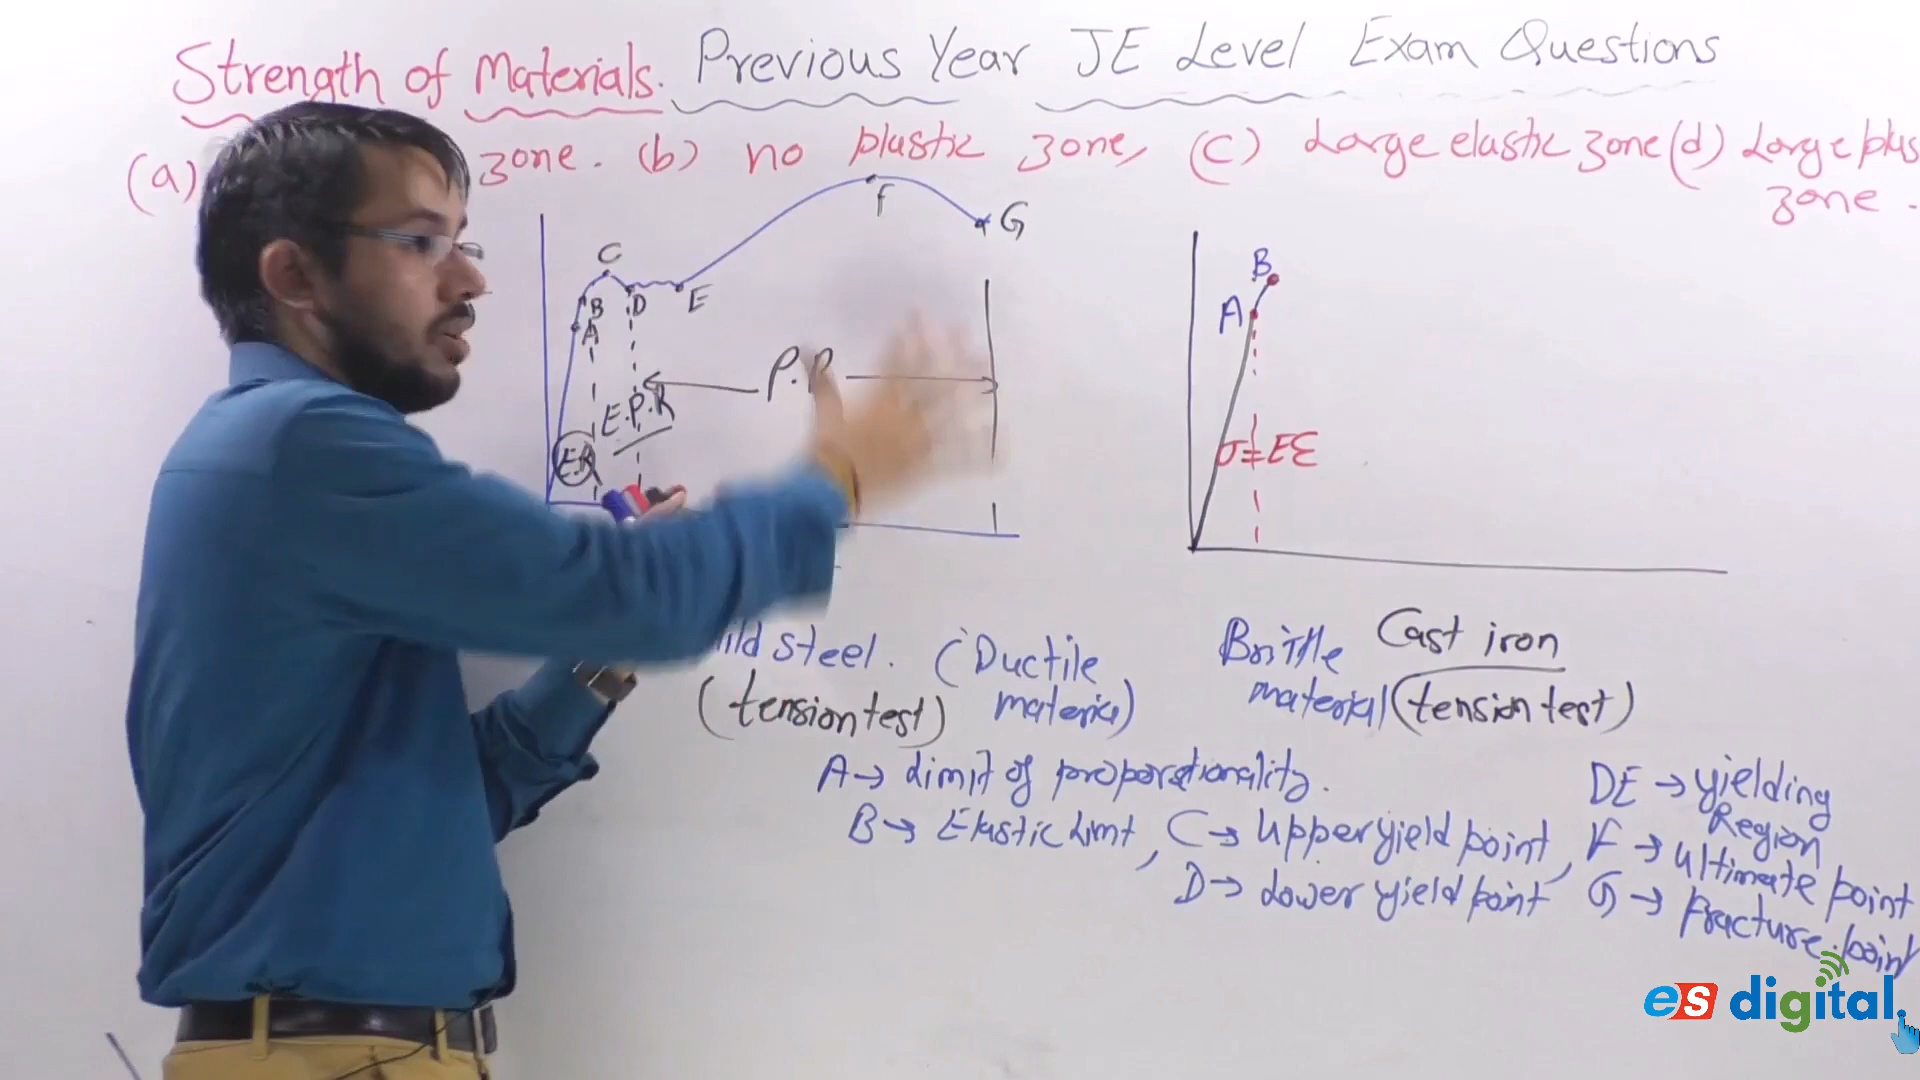 Strength of Materials. Previous Year JE Level Exam Questions
(a) zone. (b) no plastic zone, (c) Large elastic zone (d) Large plas
zone.
F
G
C
B
D
E
A
P.R
E.P.R
E.R
B
A
σ=Eε
ild steel. (Ductile
(tension test) material)
Brittle Cast iron
material (tension test)
A→ Limit of proportionality.
B→ Elastic Limt, C→ Upper yield point,
D→ Lower yield point
DE→ yielding
Region
F→ Ultimate point
G→ Fracture point
es digital.